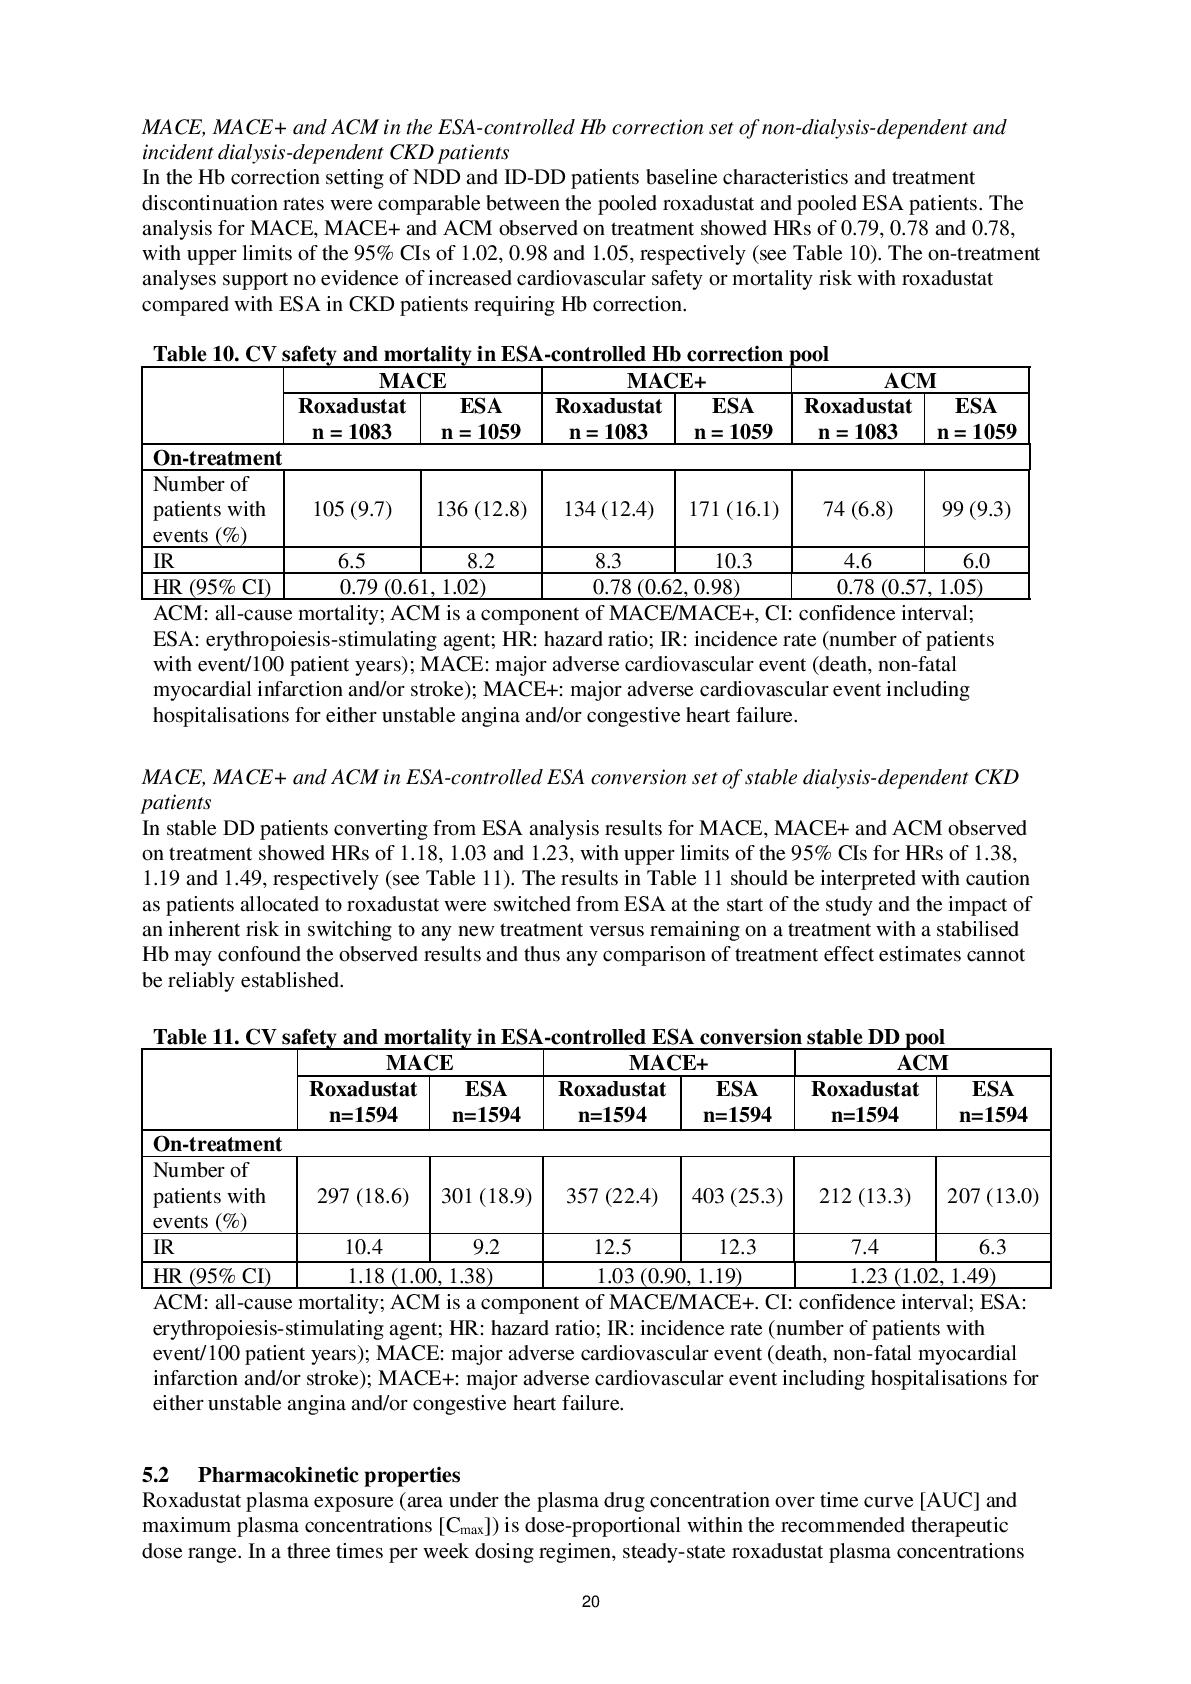 MACE, MACE+ and ACM in the ESA-controlled Hb correction set of non-dialysis-dependent and
incident dialysis-dependent CKD patients
In the Hb correction setting of NDD and ID-DD patients baseline characteristics and treatment
discontinuation rates were comparable between the pooled roxadustat and pooled ESA patients. The
analysis for MACE, MACE+ and ACM observed on treatment showed HRs of 0.79, 0.78 and 0.78,
with upper limits of the 95% CIs of 1.02, 0.98 and 1.05, respectively (see Table 10). The on-treatment
analyses support no evidence of increased cardiovascular safety or mortality risk with roxadustat
compared with ESA in CKD patients requiring Hb correction.
Table 10. CV safety and mortality in ESA-controlled Hb correction pool
MACE MACE+ ACM
Roxadustat ESA Roxadustat ESA Roxadustat ESA
n = 1083 n = 1059 n = 1083 n = 1059 n = 1083 n = 1059
On-treatment
Number of
patients with 105 (9.7) 136 (12.8) 134 (12.4) 171 (16.1) 74 (6.8) 99 (9.3)
events (%)
IR 6.5 8.2 8.3 10.3 4.6 6.0
HR (95% CI) 0.79 (0.61, 1.02) 0.78 (0.62, 0.98) 0.78 (0.57, 1.05)
ACM: all-cause mortality; ACM is a component of MACE/MACE+, CI: confidence interval;
ESA: erythropoiesis-stimulating agent; HR: hazard ratio; IR: incidence rate (number of patients
with event/100 patient years); MACE: major adverse cardiovascular event (death, non-fatal
myocardial infarction and/or stroke); MACE+: major adverse cardiovascular event including
hospitalisations for either unstable angina and/or congestive heart failure.
MACE, MACE+ and ACM in ESA-controlled ESA conversion set of stable dialysis-dependent CKD
patients
In stable DD patients converting from ESA analysis results for MACE, MACE+ and ACM observed
on treatment showed HRs of 1.18, 1.03 and 1.23, with upper limits of the 95% CIs for HRs of 1.38,
1.19 and 1.49, respectively (see Table 11). The results in Table 11 should be interpreted with caution
as patients allocated to roxadustat were switched from ESA at the start of the study and the impact of
an inherent risk in switching to any new treatment versus remaining on a treatment with a stabilised
Hb may confound the observed results and thus any comparison of treatment effect estimates cannot
be reliably established.
Table 11. CV safety and mortality in ESA-controlled ESA conversion stable DD pool
MACE MACE+ ACM
Roxadustat ESA Roxadustat ESA Roxadustat ESA
n=1594 n=1594 n=1594 n=1594 n=1594 n=1594
On-treatment
Number of
patients with 297 (18.6) 301 (18.9) 357 (22.4) 403 (25.3) 212 (13.3) 207 (13.0)
events (%)
IR 10.4 9.2 12.5 12.3 7.4 6.3
HR (95% CI) 1.18 (1.00, 1.38) 1.03 (0.90, 1.19) 1.23 (1.02, 1.49)
ACM: all-cause mortality; ACM is a component of MACE/MACE+. CI: confidence interval; ESA:
erythropoiesis-stimulating agent; HR: hazard ratio; IR: incidence rate (number of patients with
event/100 patient years); MACE: major adverse cardiovascular event (death, non-fatal myocardial
infarction and/or stroke); MACE+: major adverse cardiovascular event including hospitalisations for
either unstable angina and/or congestive heart failure.
5.2 Pharmacokinetic properties
Roxadustat plasma exposure (area under the plasma drug concentration over time curve [AUC] and
maximum plasma concentrations [Cmax]) is dose-proportional within the recommended therapeutic
dose range. In a three times per week dosing regimen, steady-state roxadustat plasma concentrations
20